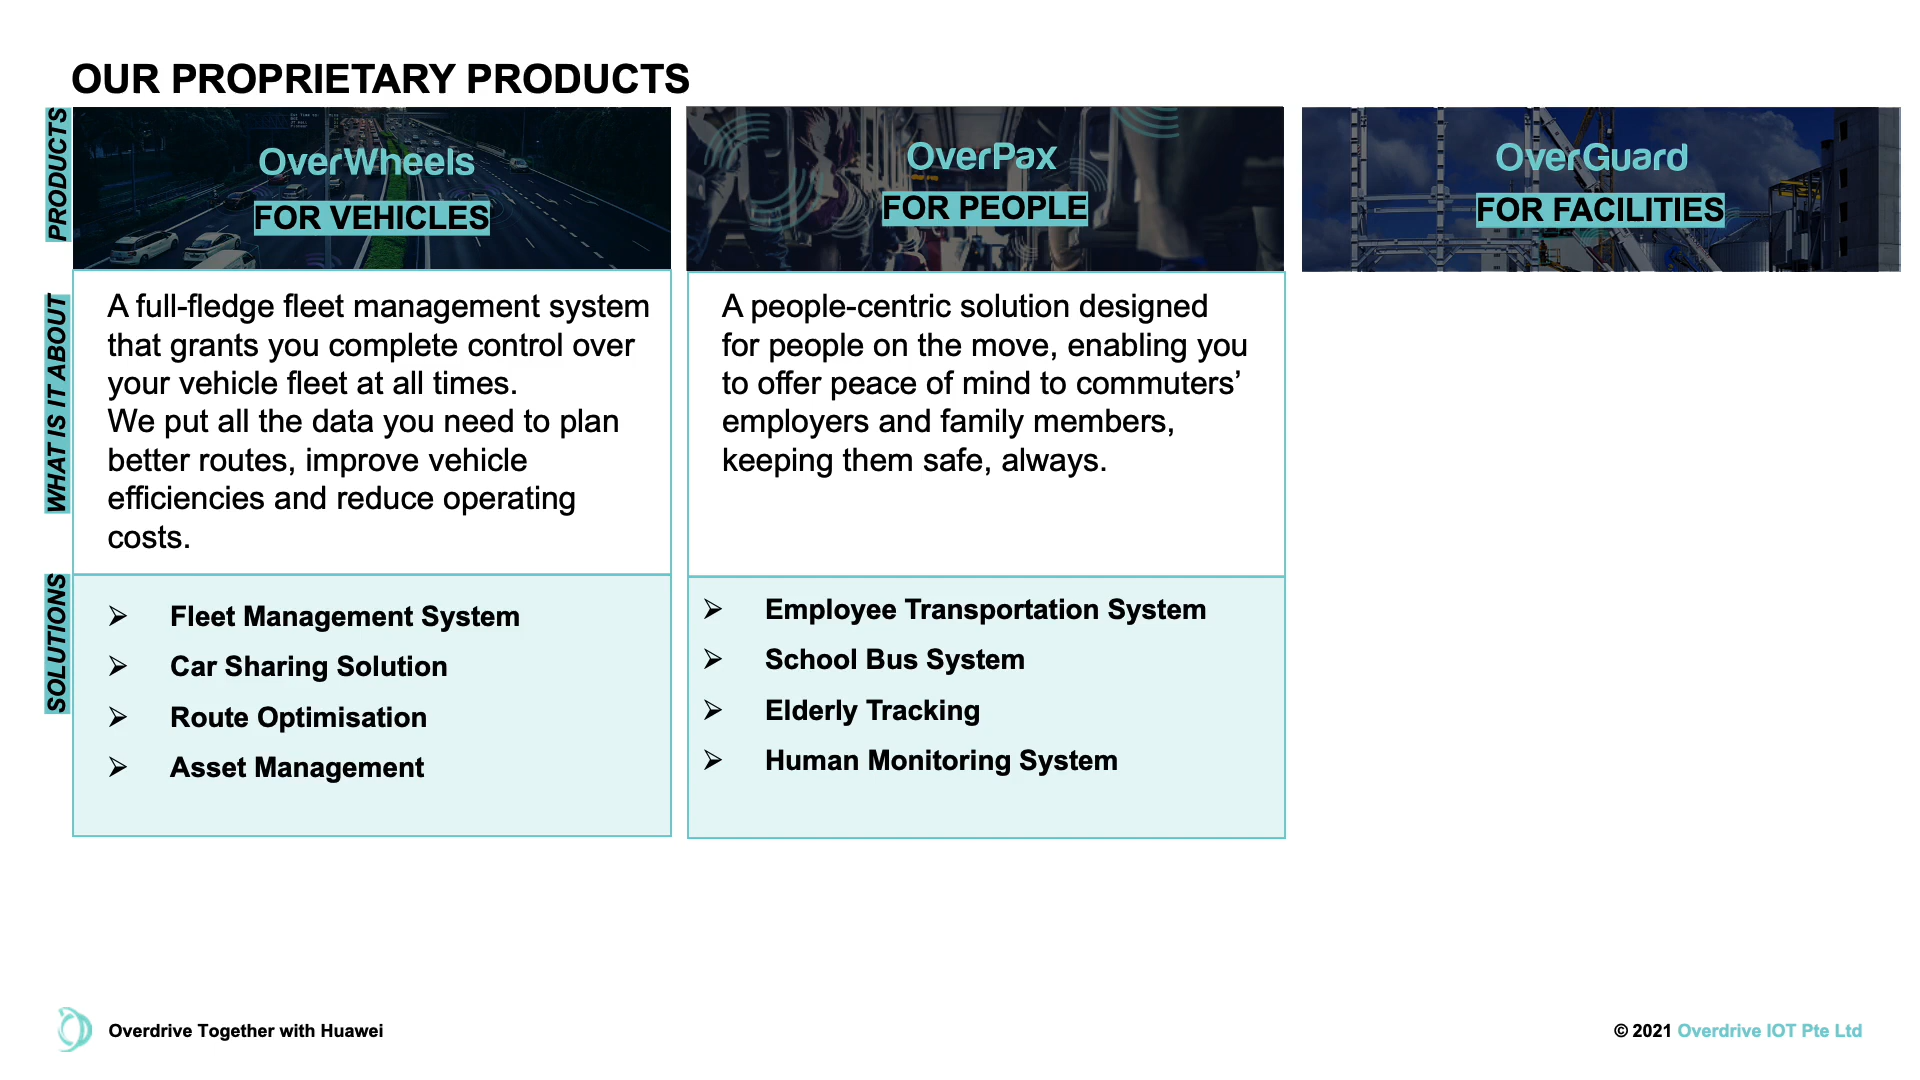 OUR PROPRIETARY PRODUCTS
PRODUCTS
OverWheels
FOR VEHICLES
OverPax
FOR PEOPLE
OverGuard
FOR FACILITIES
WHAT IS IT ABOUT
A full-fledge fleet management system
that grants you complete control over
your vehicle fleet at all times.
We put all the data you need to plan
better routes, improve vehicle
efficiencies and reduce operating
costs.
A people-centric solution designed
for people on the move, enabling you
to offer peace of mind to commuters’
employers and family members,
keeping them safe, always.
SOLUTIONS
➢ Fleet Management System
➢ Car Sharing Solution
➢ Route Optimisation
➢ Asset Management
➢ Employee Transportation System
➢ School Bus System
➢ Elderly Tracking
➢ Human Monitoring System
Overdrive Together with Huawei
© 2021 Overdrive IOT Pte Ltd